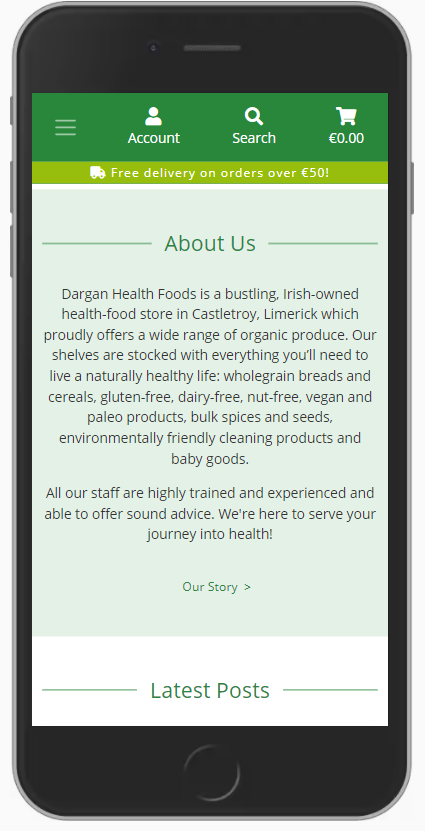 Account Search €0.00
Free delivery on orders over €50!
About Us
Dargan Health Foods is a bustling, Irish-owned
health-food store in Castletroy, Limerick which
proudly offers a wide range of organic produce. Our
shelves are stocked with everything you’ll need to
live a naturally healthy life: wholegrain breads and
cereals, gluten-free, dairy-free, nut-free, vegan and
paleo products, bulk spices and seeds,
environmentally friendly cleaning products and
baby goods.
All our staff are highly trained and experienced and
able to offer sound advice. We're here to serve your
journey into health!
Our Story >
Latest Posts